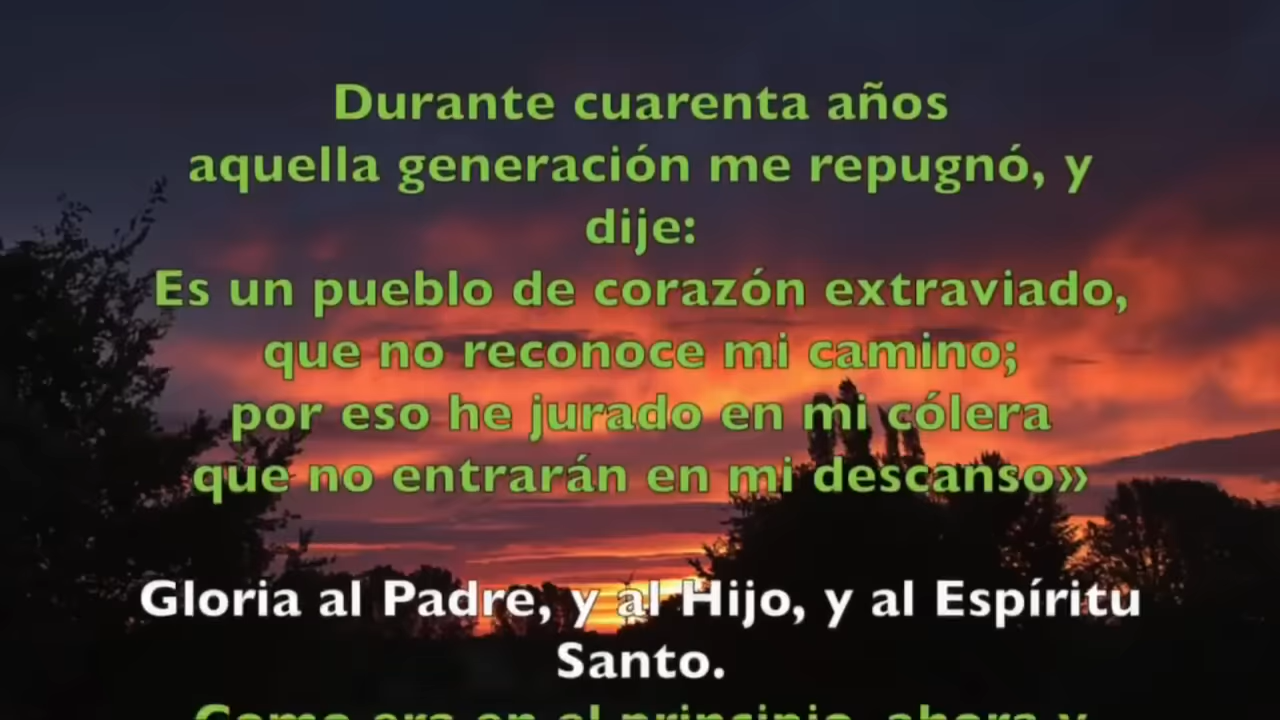 Durante cuarenta años
aquella generación me repugnó, y
dije:
Es un pueblo de corazón extraviado,
que no reconoce mi camino;
por eso he jurado en mi cólera
que no entrarán en mi descanso»
Gloria al Padre, y al Hijo, y al Espíritu
Santo.
Como era en el principio, ahora y